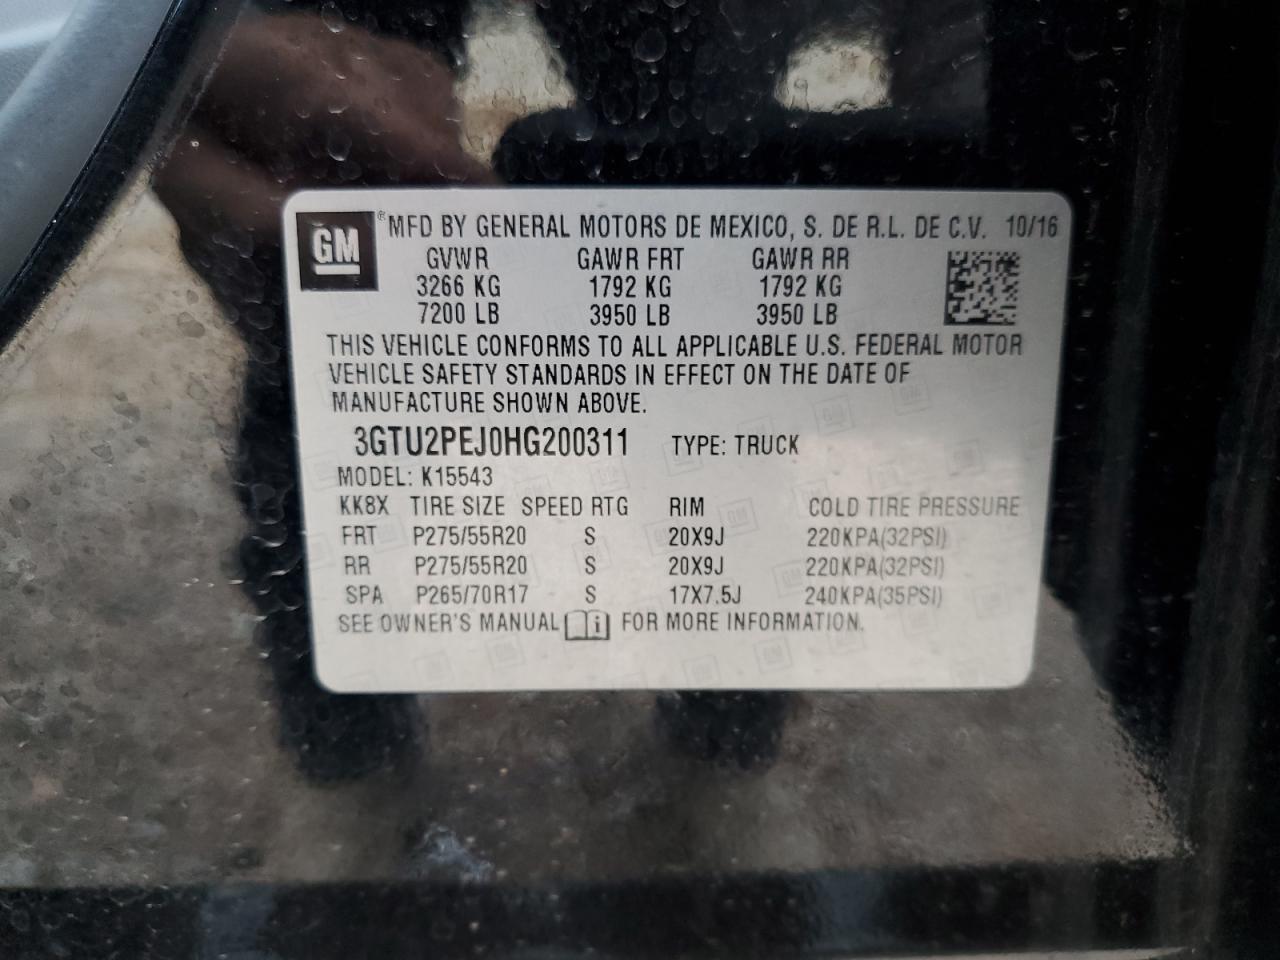 GM ® MFD BY GENERAL MOTORS DE MEXICO, S. DE R.L. DE C.V. 10/16
GVWR GAWR FRT GAWR RR
3266 KG 1792 KG 1792 KG
7200 LB 3950 LB 3950 LB
THIS VEHICLE CONFORMS TO ALL APPLICABLE U.S. FEDERAL MOTOR
VEHICLE SAFETY STANDARDS IN EFFECT ON THE DATE OF
MANUFACTURE SHOWN ABOVE.
3GTU2PEJ0HG200311 TYPE: TRUCK
MODEL: K15543
KK8X TIRE SIZE SPEED RTG RIM COLD TIRE PRESSURE
FRT P275/55R20 S 20X9J 220KPA(32PSI)
RR P275/55R20 S 20X9J 220KPA(32PSI)
SPA P265/70R17 S 17X7.5J 240KPA(35PSI)
SEE OWNER'S MANUAL i FOR MORE INFORMATION.